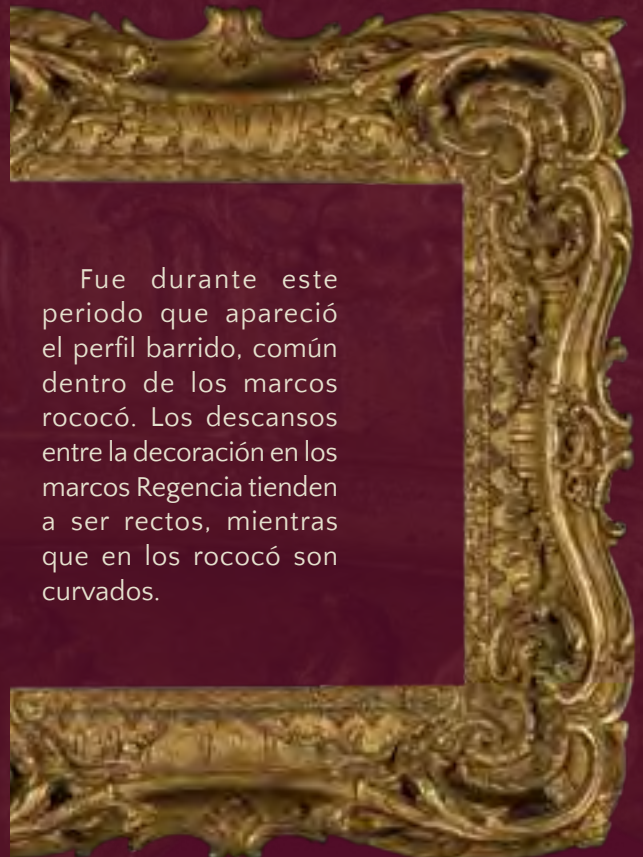 Fue durante este
periodo que apareció
el perfil barrido, común
dentro de los marcos
rococó. Los descansos
entre la decoración en los
marcos Regencia tienden
a ser rectos, mientras
que en los rococó son
curvados.